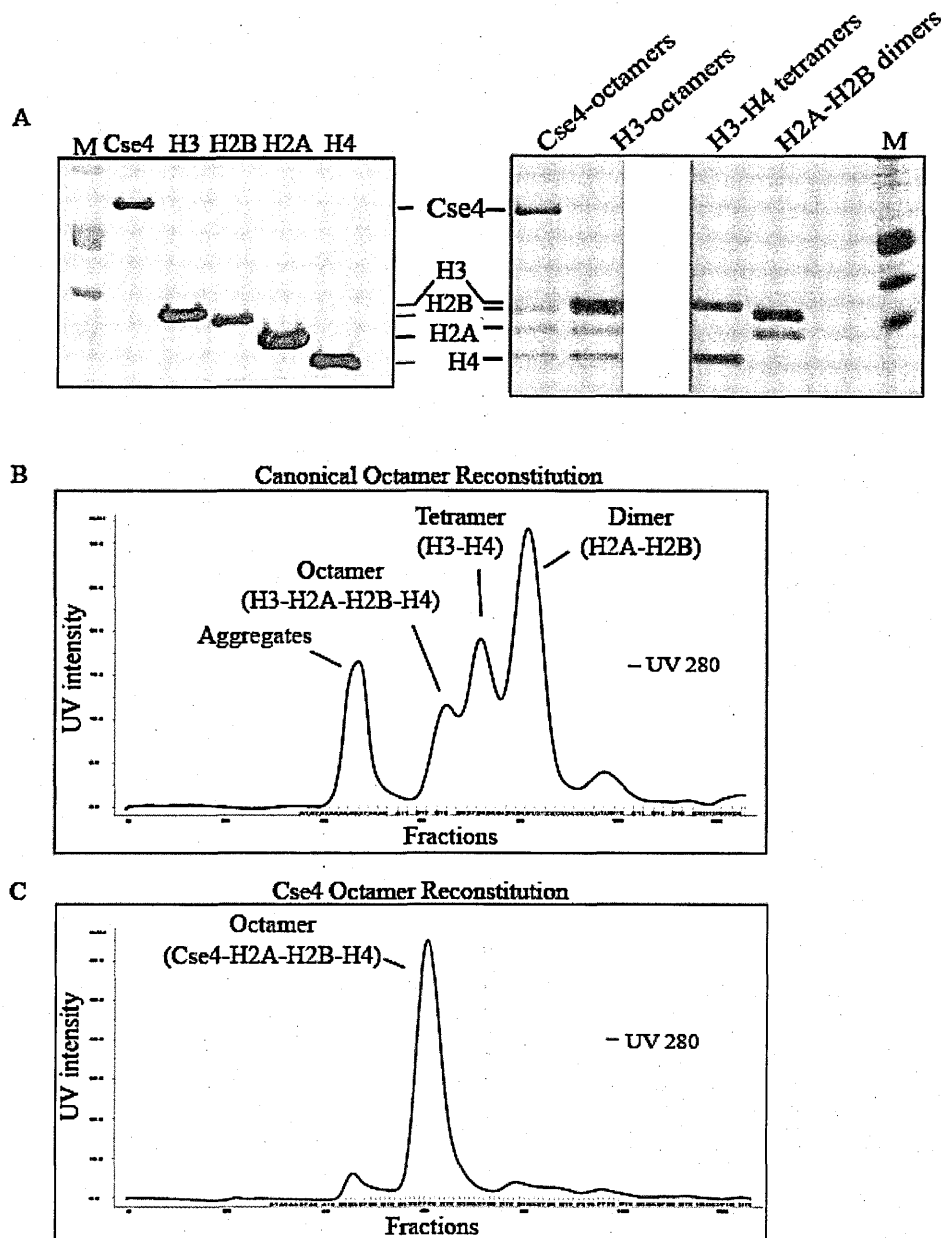 A
M Cse4 H3 H2B H2A H4
Cse4-octamers
H3-octamers
H3-H4 tetramers
H2A-H2B dimers
M
Cse4
H3
H2B
H2A
H4
B
Canonical Octamer Reconstitution
Tetramer
(H3-H4)
Dimer
(H2A-H2B)
Octamer
(H3-H2A-H2B-H4)
Aggregates
– UV 280
UV intensity
Fractions
C
Cse4 Octamer Reconstitution
Octamer
(Cse4-H2A-H2B-H4)
– UV 280
UV intensity
Fractions